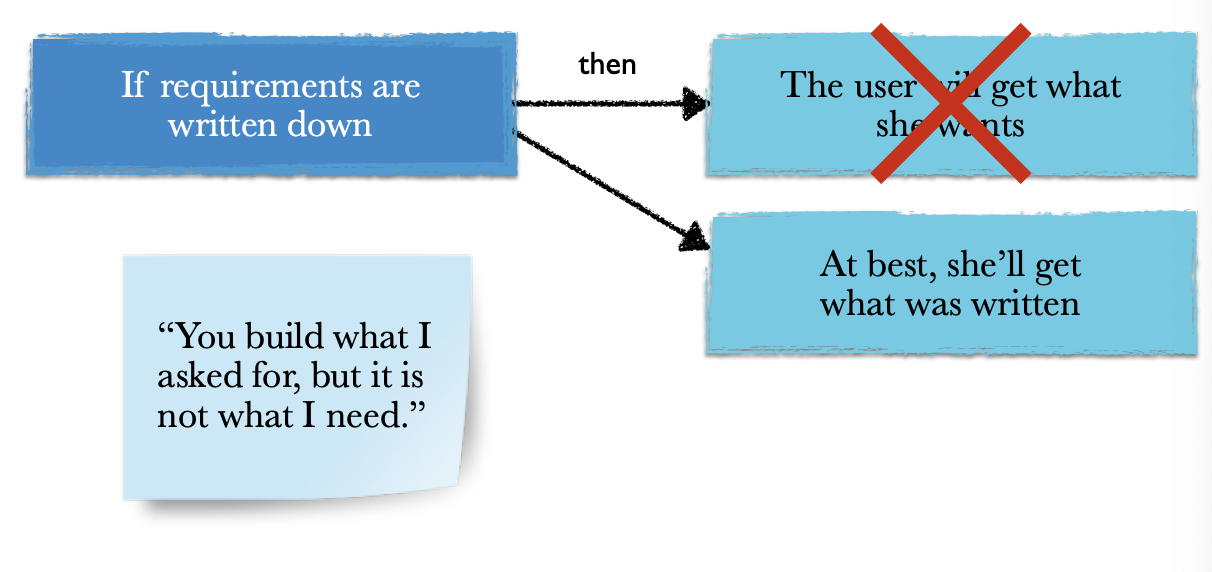 If requirements are
written down
then
The user will get what
she wants
At best, she’ll get
what was written
“You build what I
asked for, but it is
not what I need.”